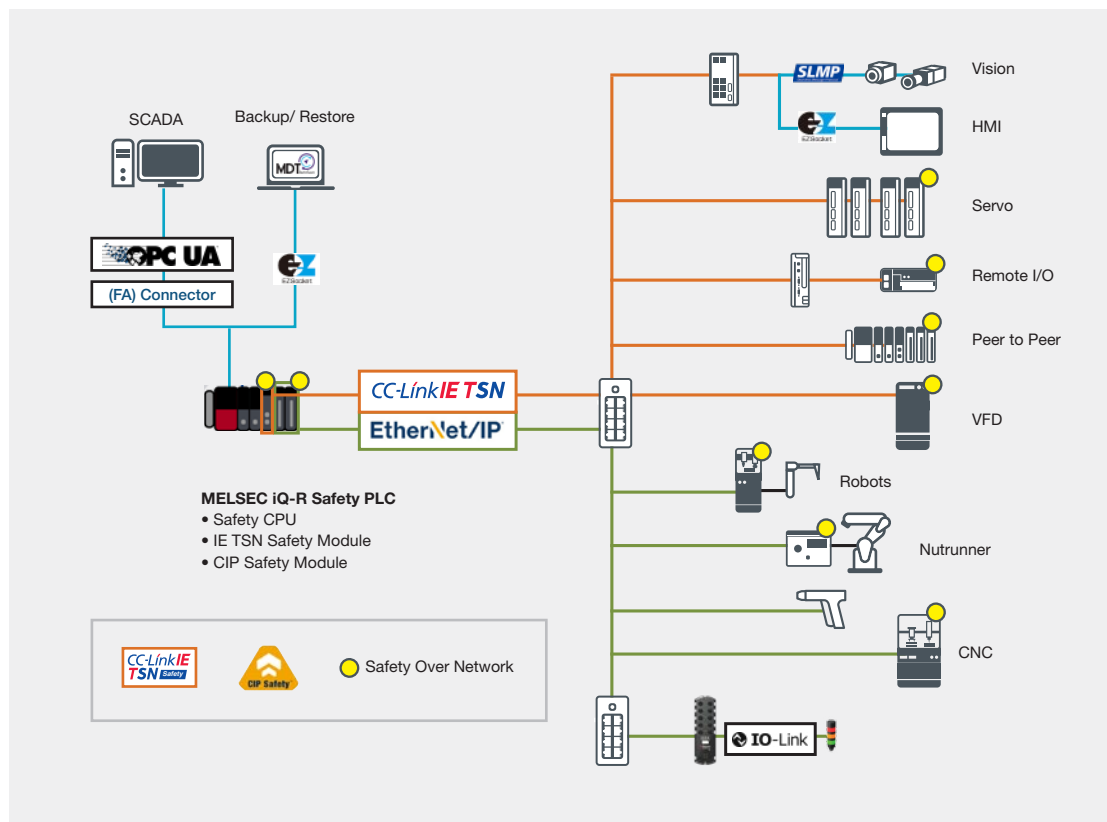 SLMP
Vision
SCADA
Backup/ Restore
MDT
EZSocket
HMI
Servo
OPC UA
EZSocket
(FA) Connector
Remote I/O
Peer to Peer
CC-Link IE TSN
EtherNet/IP
VFD
MELSEC iQ-R Safety PLC
• Safety CPU
• IE TSN Safety Module
• CIP Safety Module
Robots
Nutrunner
CC-Link IE
TSN Safety
CIP Safety
Safety Over Network
CNC
IO-Link